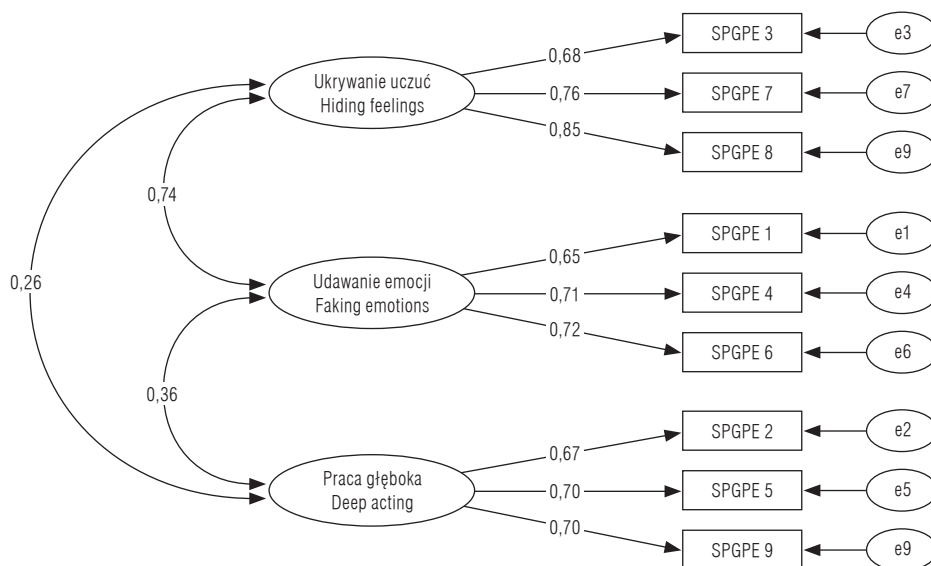 SPGPE 3
e3
0,68
Ukrywanie uczuć
Hiding feelings
0,76
SPGPE 7
e7
0,85
SPGPE 8
e9
0,74
SPGPE 1
e1
0,65
0,26
Udawanie emocji
Faking emotions
0,71
SPGPE 4
e4
0,72
SPGPE 6
e6
0,36
SPGPE 2
e2
0,67
Praca głęboka
Deep acting
0,70
SPGPE 5
e5
0,70
SPGPE 9
e9